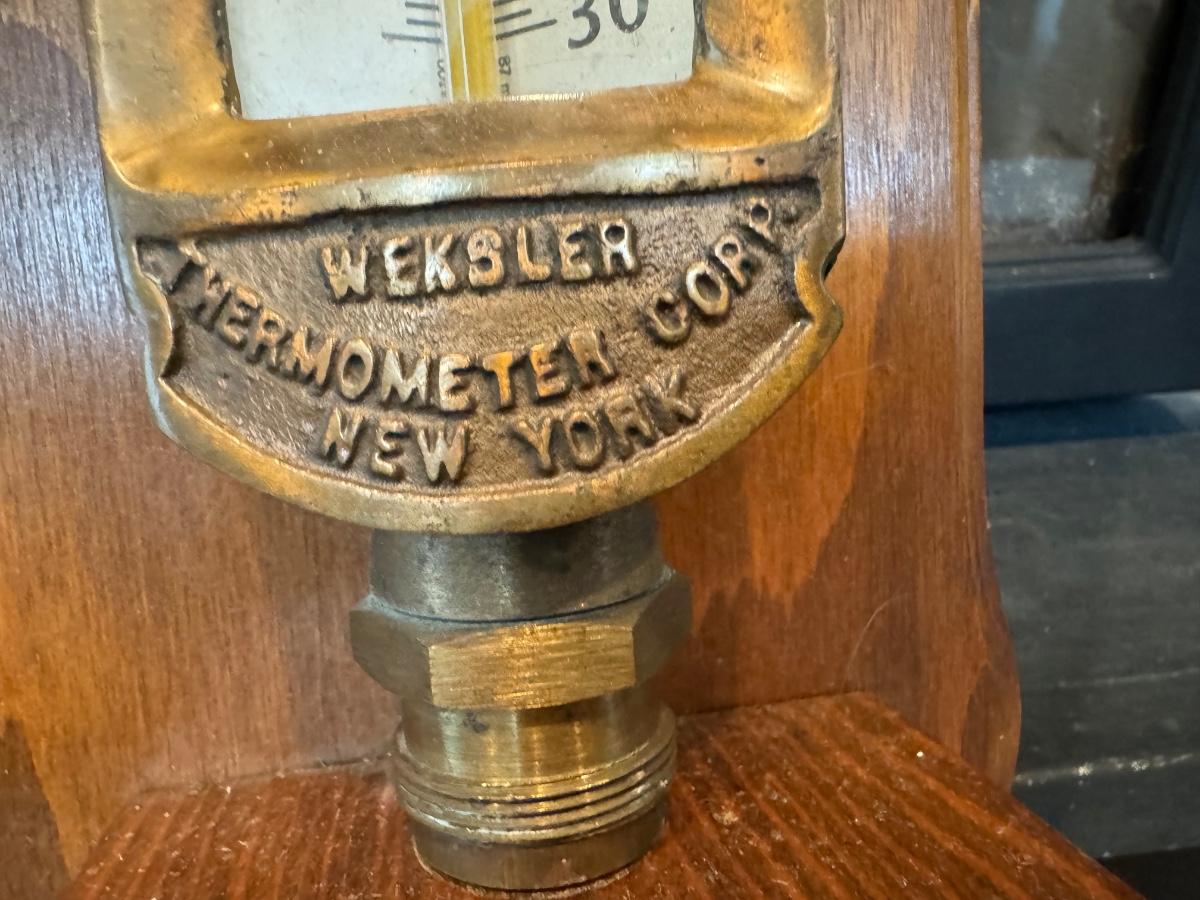 30
WEKSLER
THERMOMETER CORP.
NEW YORK